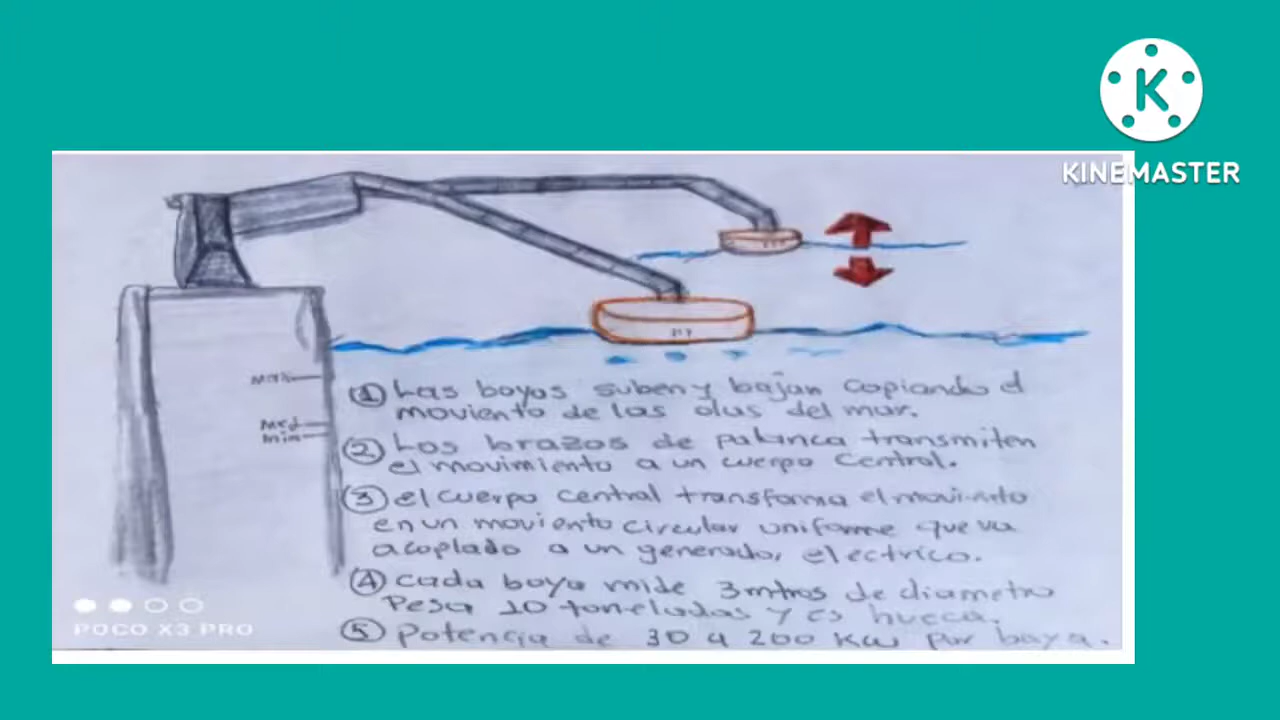 K
KINEMASTER
max
Med
min
① Las boyas suben y bajan copiando el
moviento de las olas del mar.
② Los brazos de palanca transmiten
el movimiento a un cuerpo central.
③ el cuerpo central transforma el moviento
en un moviento circular uniforme que va
acoplado a un generador electrico.
④ cada boya mide 3mtros de diametro
Pesa 10 toneladas y es hueca.
⑤ Potencia de 30 a 200 Kw por boya.
POCO X3 PRO